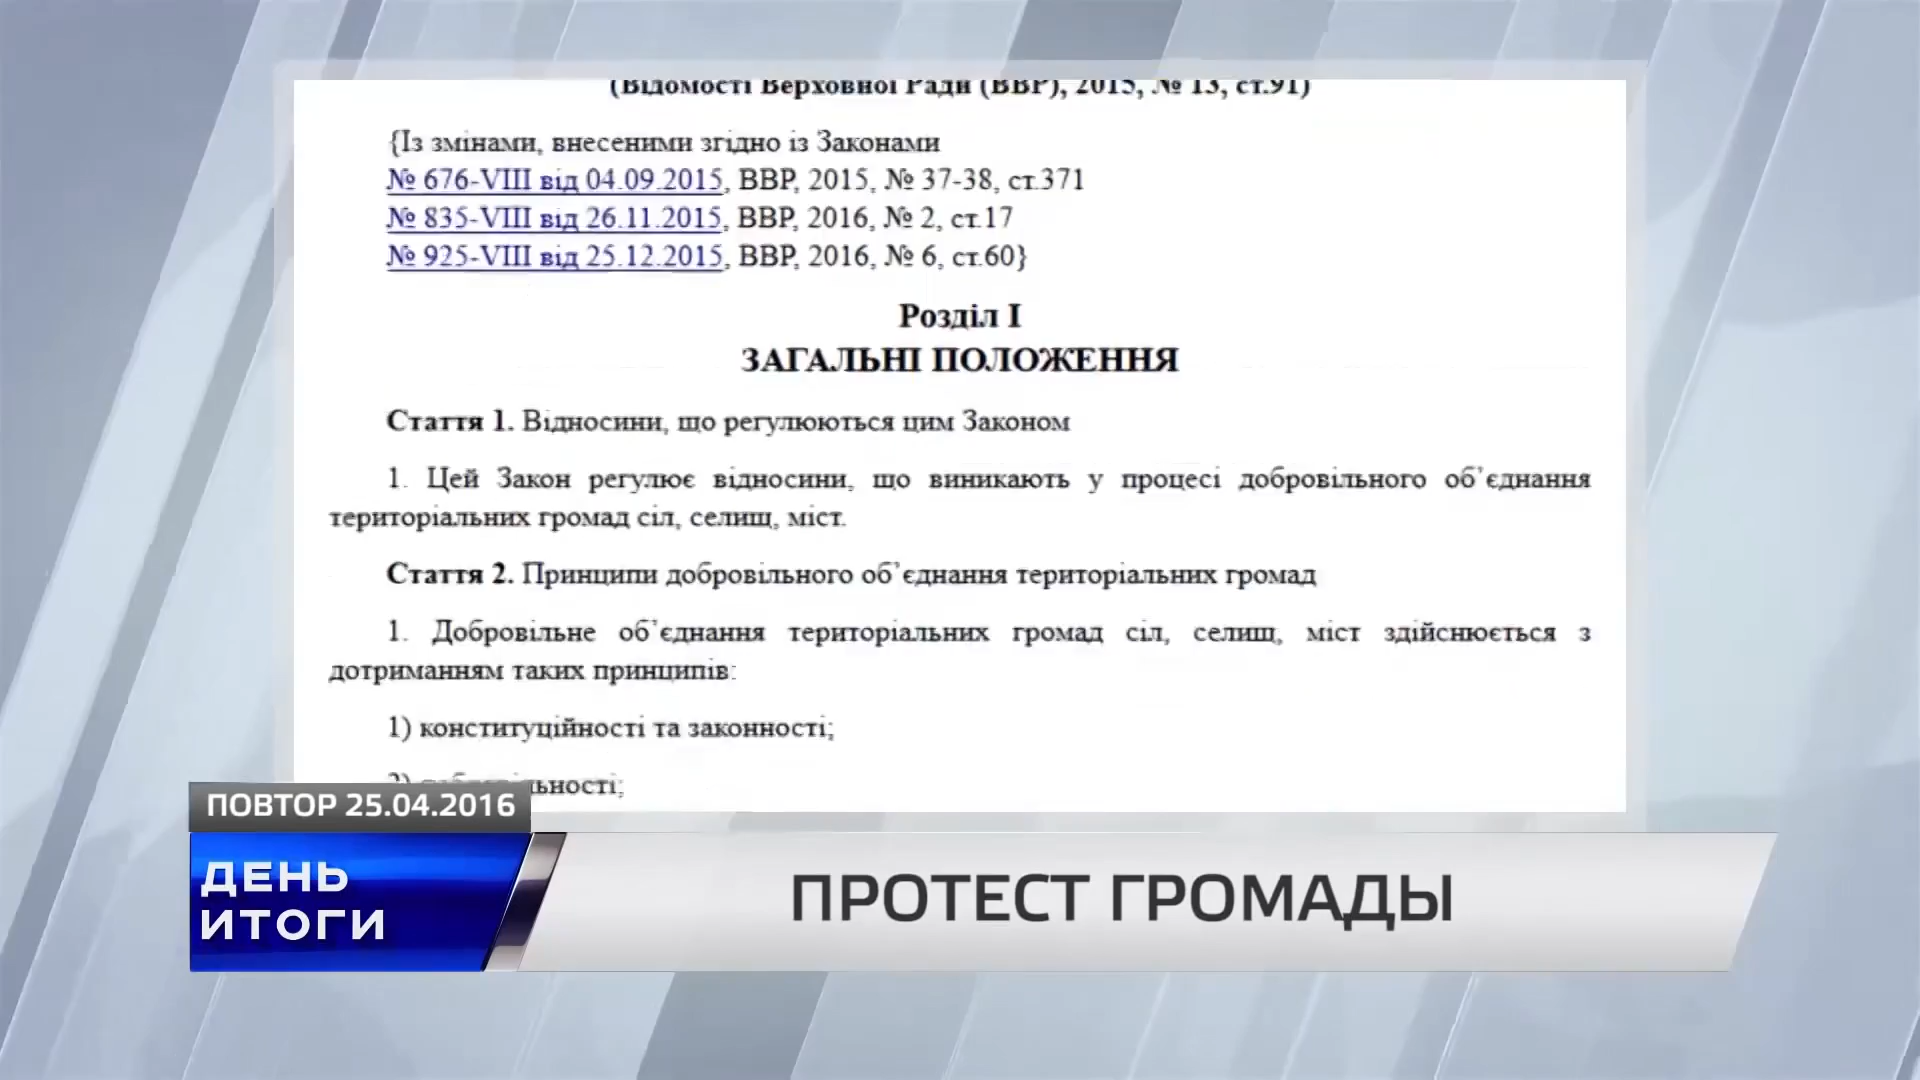 (Відомості Верховної Ради (ВВР), 2015, № 13, ст.91)
{Із змінами, внесеними згідно із Законами
№ 676-VIII від 04.09.2015, ВВР, 2015, № 37-38, ст.371
№ 835-VIII від 26.11.2015, ВВР, 2016, № 2, ст.17
№ 925-VIII від 25.12.2015, ВВР, 2016, № 6, ст.60}
Розділ I
ЗАГАЛЬНІ ПОЛОЖЕННЯ
Стаття 1. Відносини, що регулюються цим Законом
1. Цей Закон регулює відносини, що виникають у процесі добровільного об’єднання
територіальних громад сіл, селищ, міст.
Стаття 2. Принципи добровільного об’єднання територіальних громад
1. Добровільне об’єднання територіальних громад сіл, селищ, міст здійснюється з
дотриманням таких принципів:
1) конституційності та законності;
ПОВТОР 25.04.2016
ДЕНЬ
ИТОГИ
ПРОТЕСТ ГРОМАДЫ